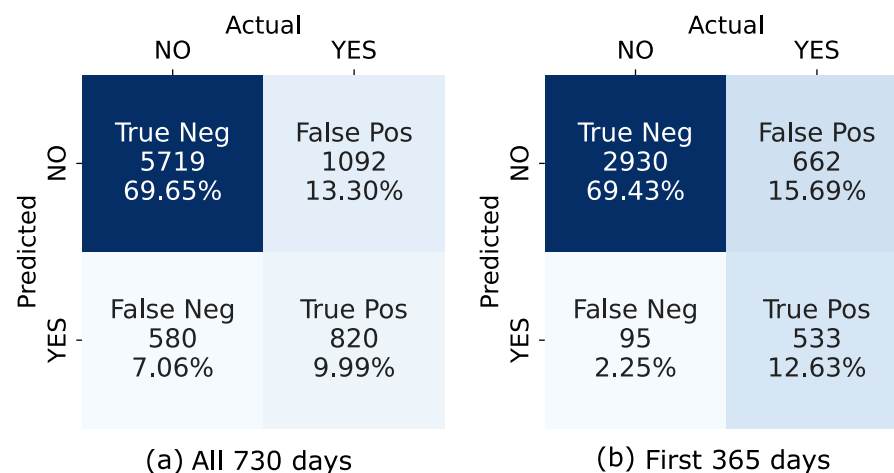 Actual
NO YES
Predicted
NO
YES
True Neg
5719
69.65%
False Pos
1092
13.30%
False Neg
580
7.06%
True Pos
820
9.99%
(a) All 730 days
Actual
NO YES
Predicted
NO
YES
True Neg
2930
69.43%
False Pos
662
15.69%
False Neg
95
2.25%
True Pos
533
12.63%
(b) First 365 days